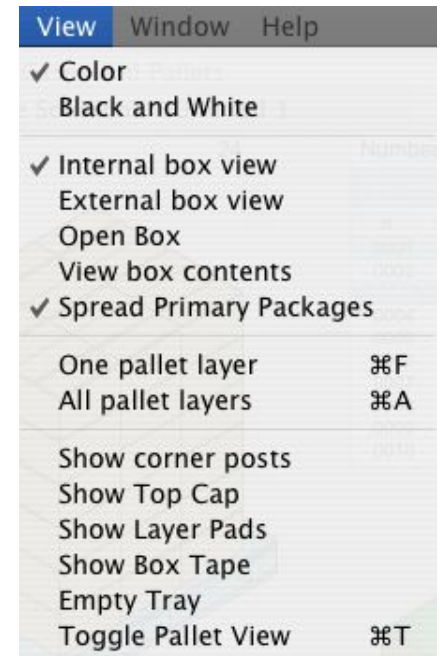 View Window Help
✓ Color
Black and White
✓ Internal box view
External box view
Open Box
View box contents
✓ Spread Primary Packages
One pallet layer ⌘F
All pallet layers ⌘A
Show corner posts
Show Top Cap
Show Layer Pads
Show Box Tape
Empty Tray
Toggle Pallet View ⌘T